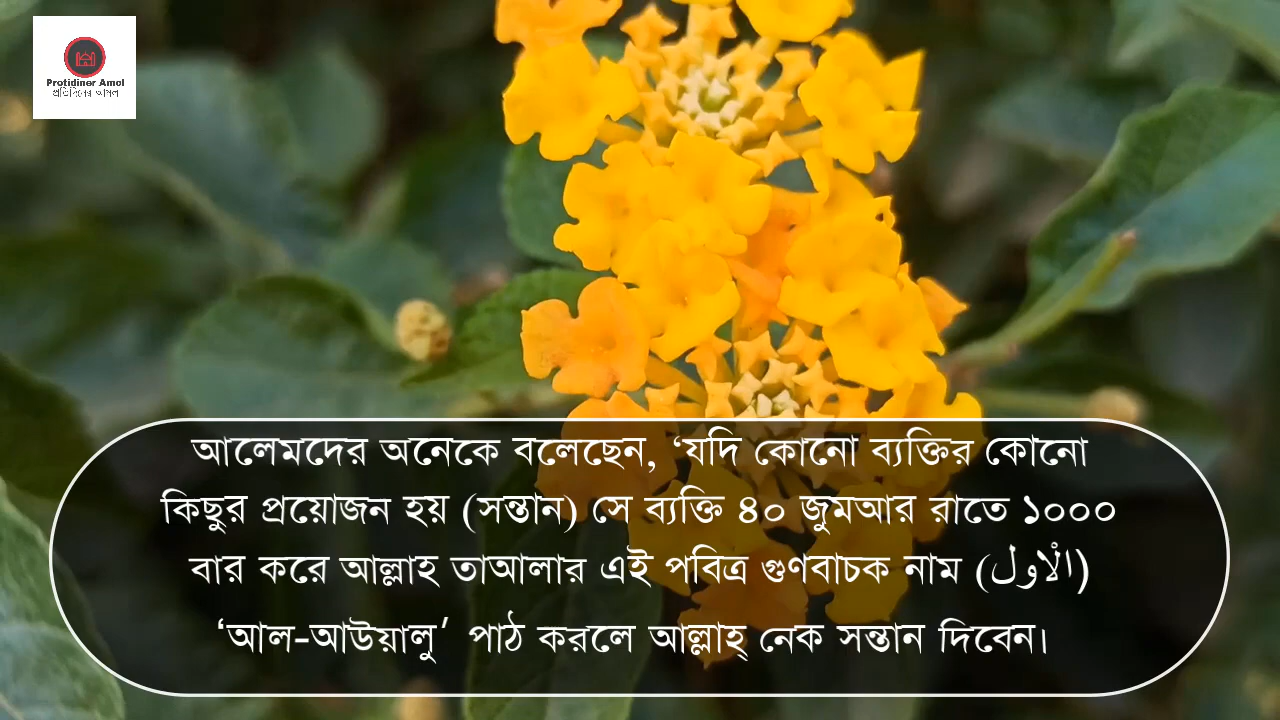 Protidiner Amol
প্রতিদিনের আমল
আলেমদের অনেকে বলেছেন, ‘যদি কোনো ব্যক্তির কোনো
কিছুর প্রয়োজন হয় (সন্তান) সে ব্যক্তি ৪০ জুমআর রাতে ১০০০
বার করে আল্লাহ তাআলার এই পবিত্র গুণবাচক নাম (الْاول)
‘আল-আউয়ালু’ পাঠ করলে আল্লাহ্ নেক সন্তান দিবেন।